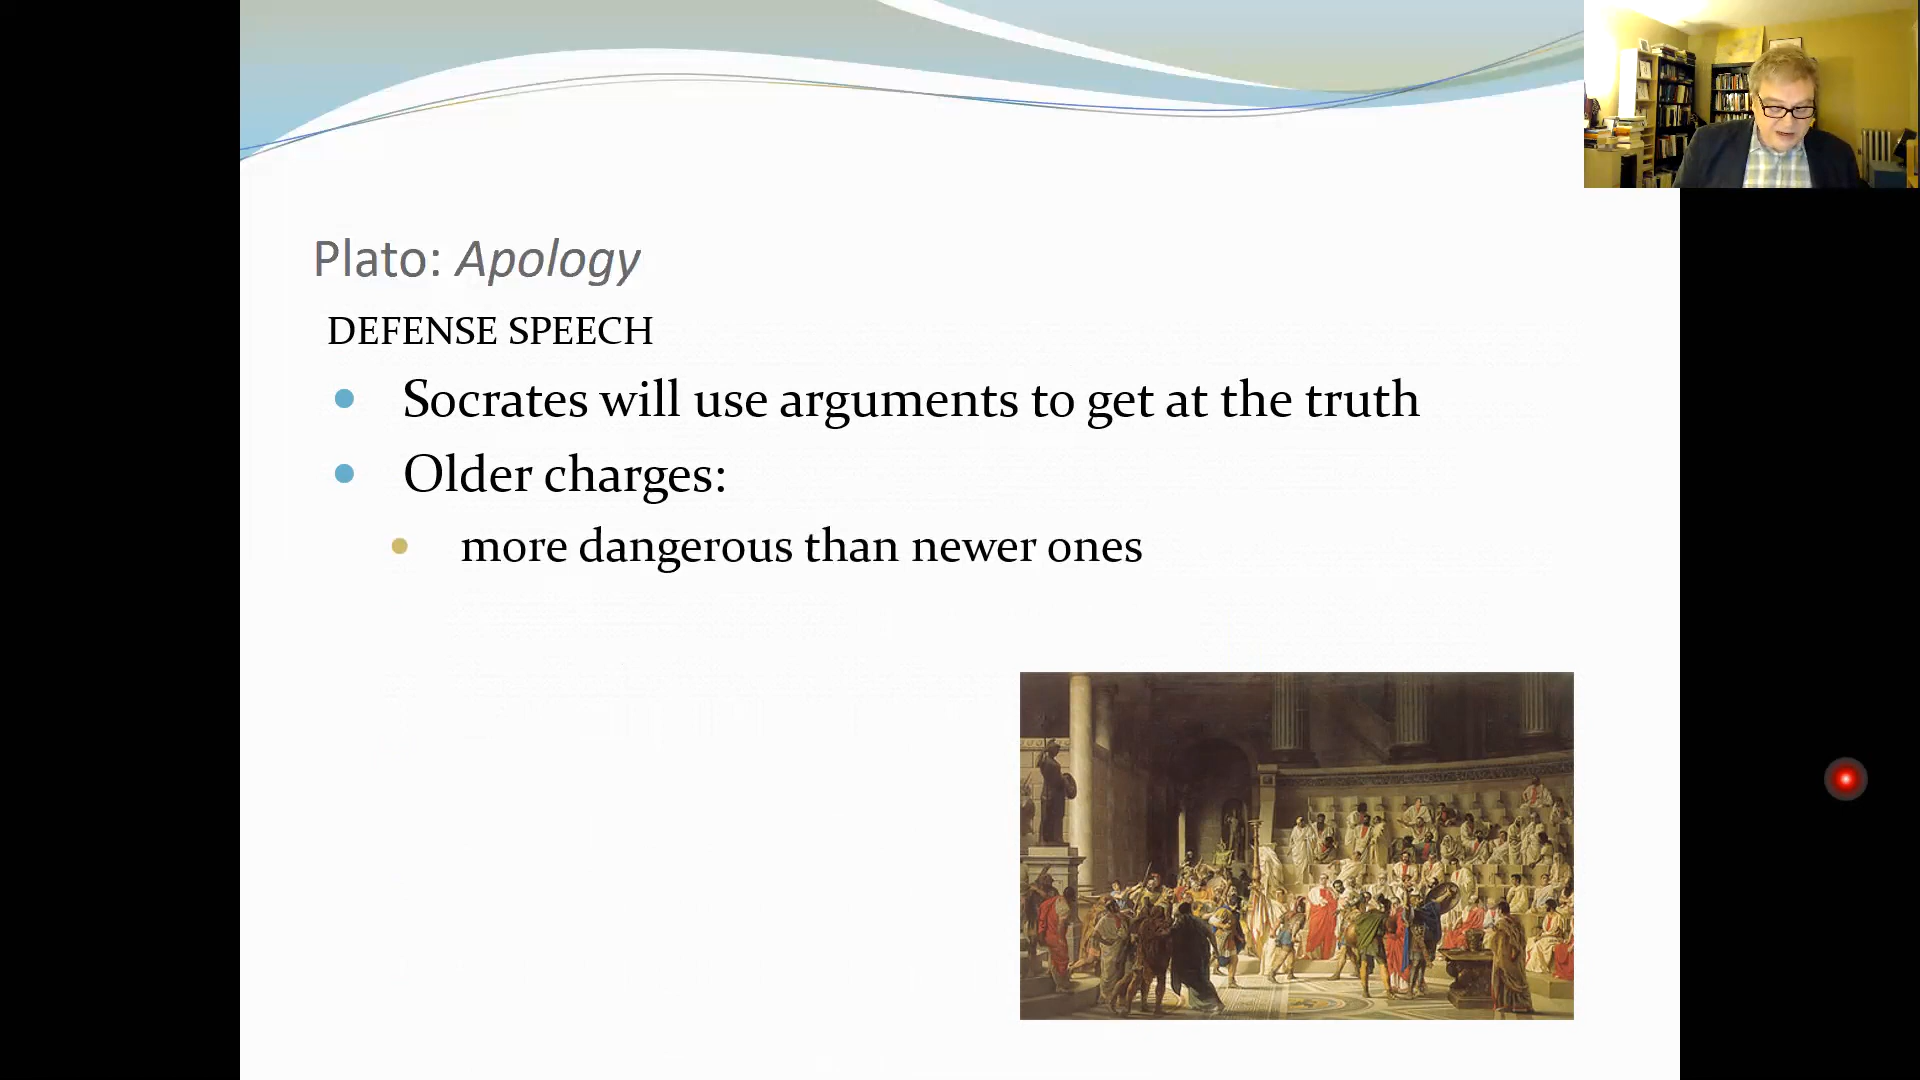 Plato: Apology
DEFENSE SPEECH
Socrates will use arguments to get at the truth
Older charges:
more dangerous than newer ones